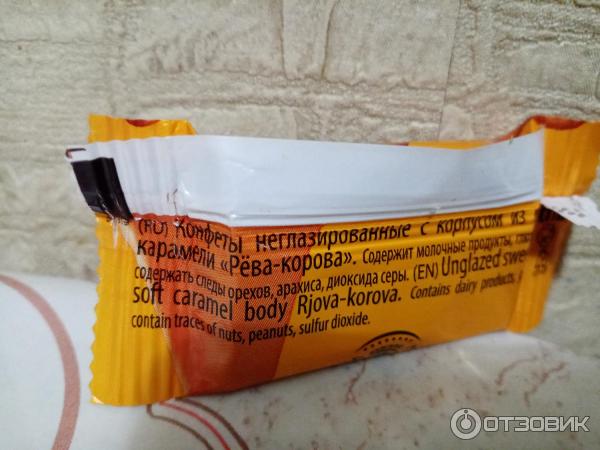 (RU) Конфеты неглазированные с корпусом из
карамели «Рёва-корова». Содержит молочные продукты,
содержать следы орехов, арахиса, диоксида серы. (EN) Unglazed swe
soft caramel body Rjova-korova. Contains dairy products,
contain traces of nuts, peanuts, sulfur dioxide.
ОТЗОВИК